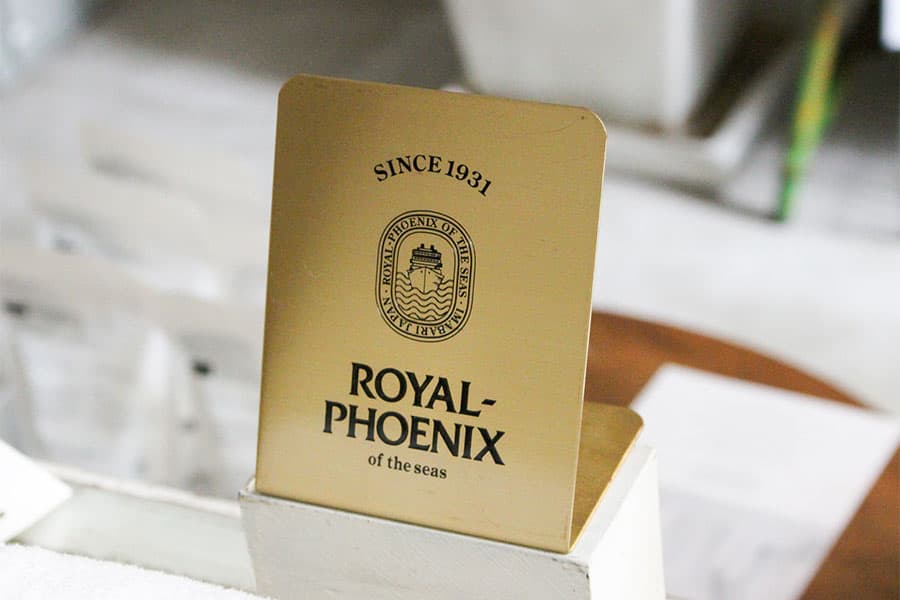 SINCE 1931
ROYAL-PHOENIX OF THE SEAS · IMABARI JAPAN ·
ROYAL-
PHOENIX
of the seas